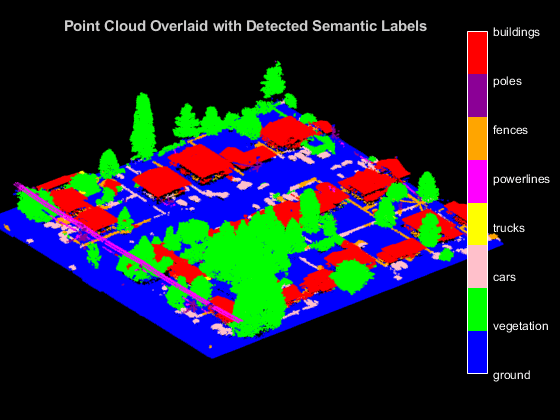 Point Cloud Overlaid with Detected Semantic Labels
buildings
poles
fences
powerlines
trucks
cars
vegetation
ground